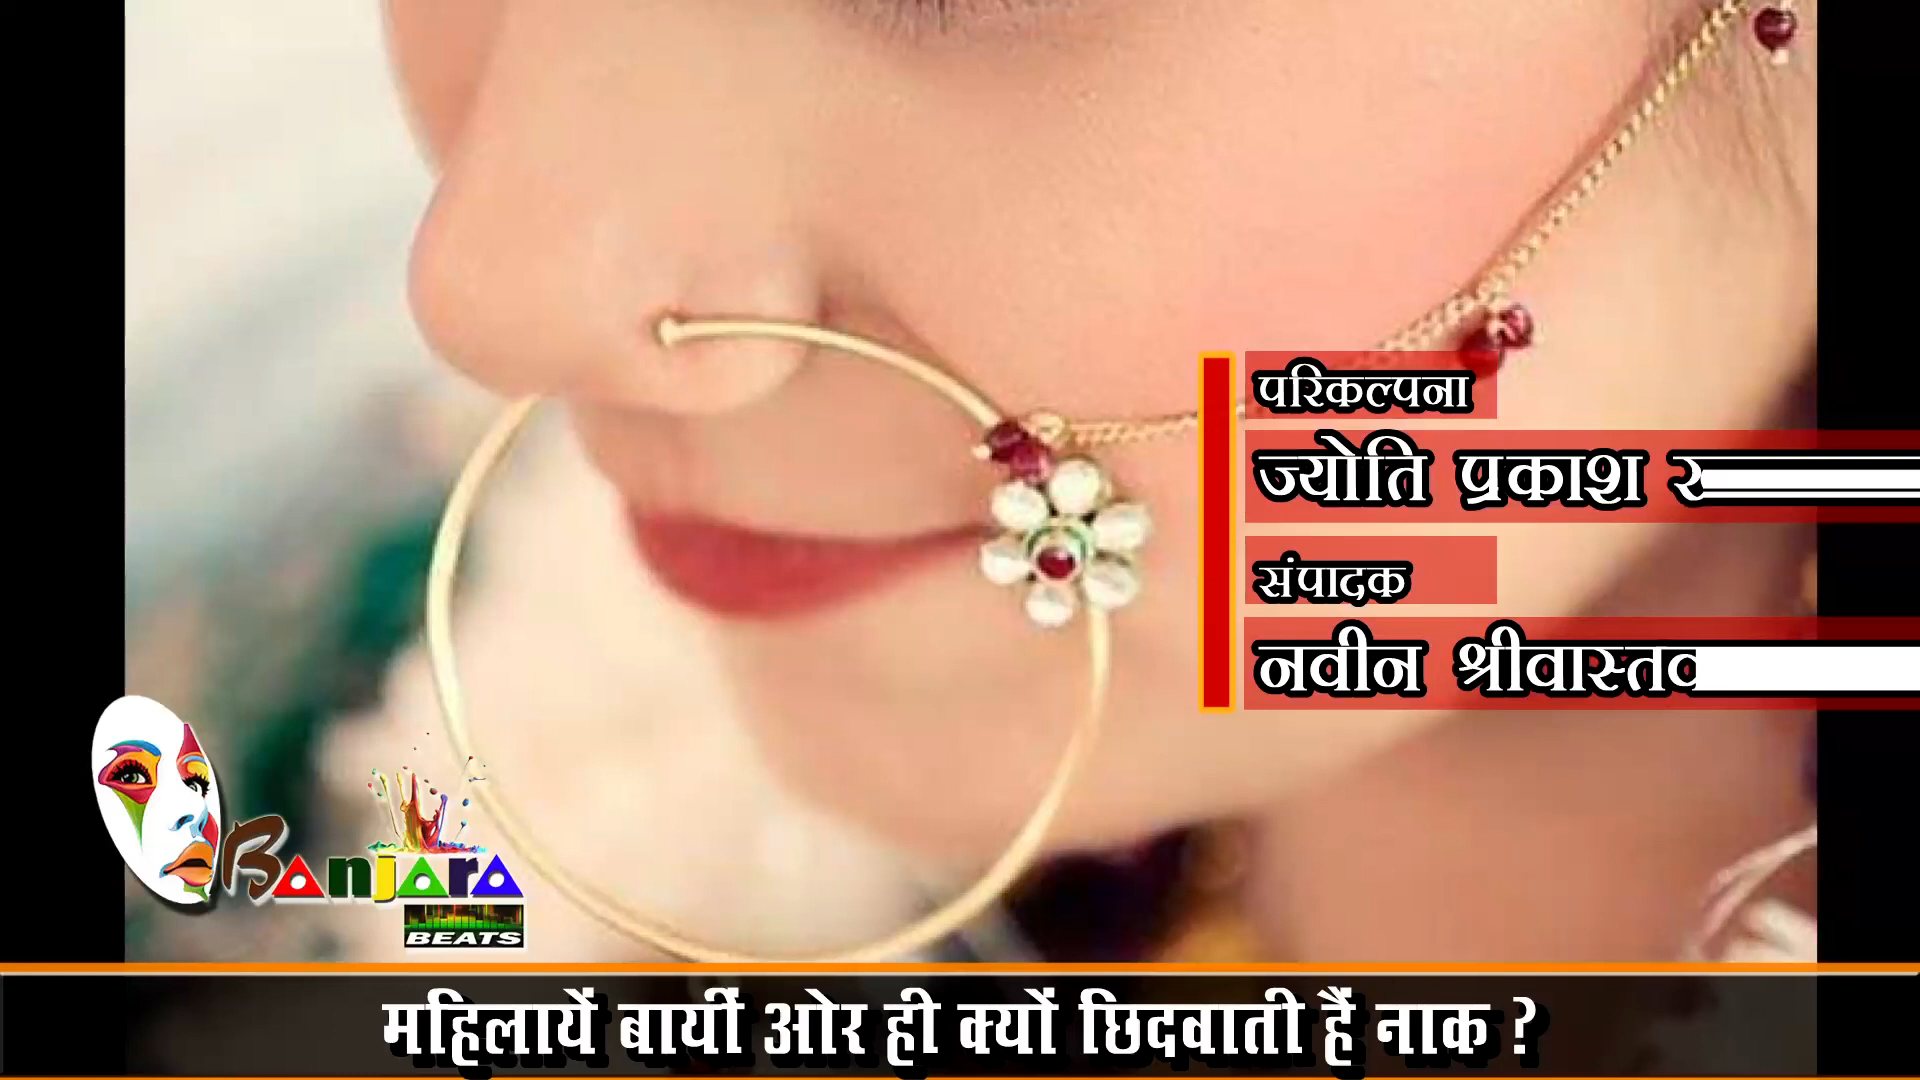 परिकल्पना
ज्योति प्रकाश
संपादक
नवीन श्रीवास्तव
Banjara
BEATS
महिलायें बायीं ओर ही क्यों छिदवाती हैं नाक ?